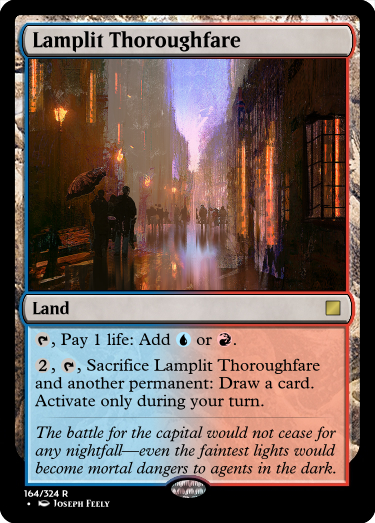 Lamplit Thoroughfare
Land
, Pay 1 life: Add or .
2, , Sacrifice Lamplit Thoroughfare
and another permanent: Draw a card.
Activate only during your turn.
The battle for the capital would not cease for
any nightfall—even the faintest lights would
become mortal dangers to agents in the dark.
164/324 R
• Joseph Feely